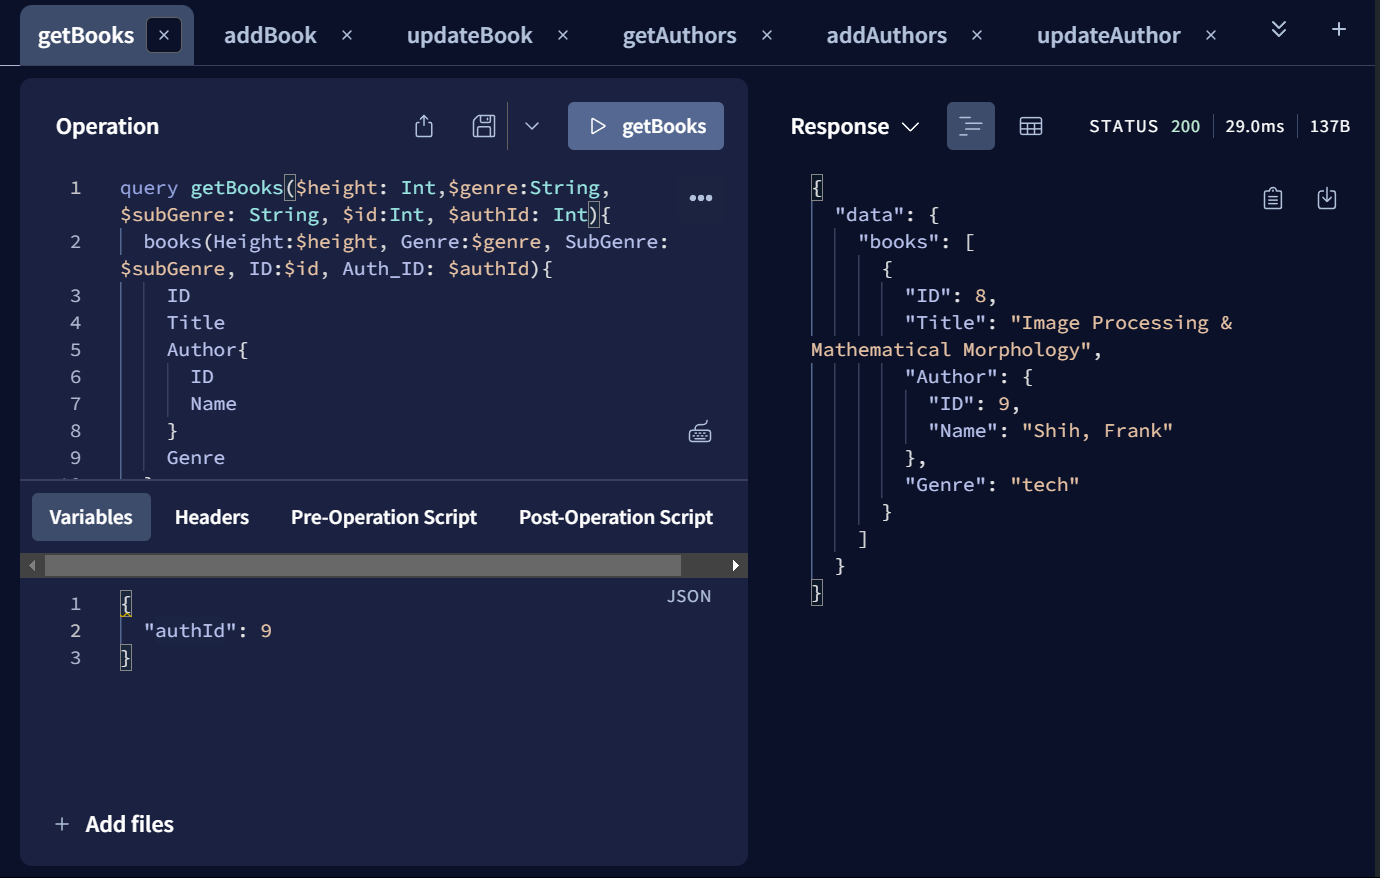 getBooks × addBook × updateBook × getAuthors × addAuthors × updateAuthor ×
Operation
getBooks
1 query getBooks($height: Int,$genre:String,
$subGenre: String, $id:Int, $authId: Int){
2 books(Height:$height, Genre:$genre, SubGenre:
$subGenre, ID:$id, Auth_ID: $authId){
3 ID
4 Title
5 Author{
6 ID
7 Name
8 }
9 Genre
Variables Headers Pre-Operation Script Post-Operation Script
JSON
1 {
2 "authId": 9
3 }
+ Add files
Response
STATUS 200 29.0ms 137B
{
"data": {
"books": [
{
"ID": 8,
"Title": "Image Processing &
Mathematical Morphology",
"Author": {
"ID": 9,
"Name": "Shih, Frank"
},
"Genre": "tech"
}
]
}
}